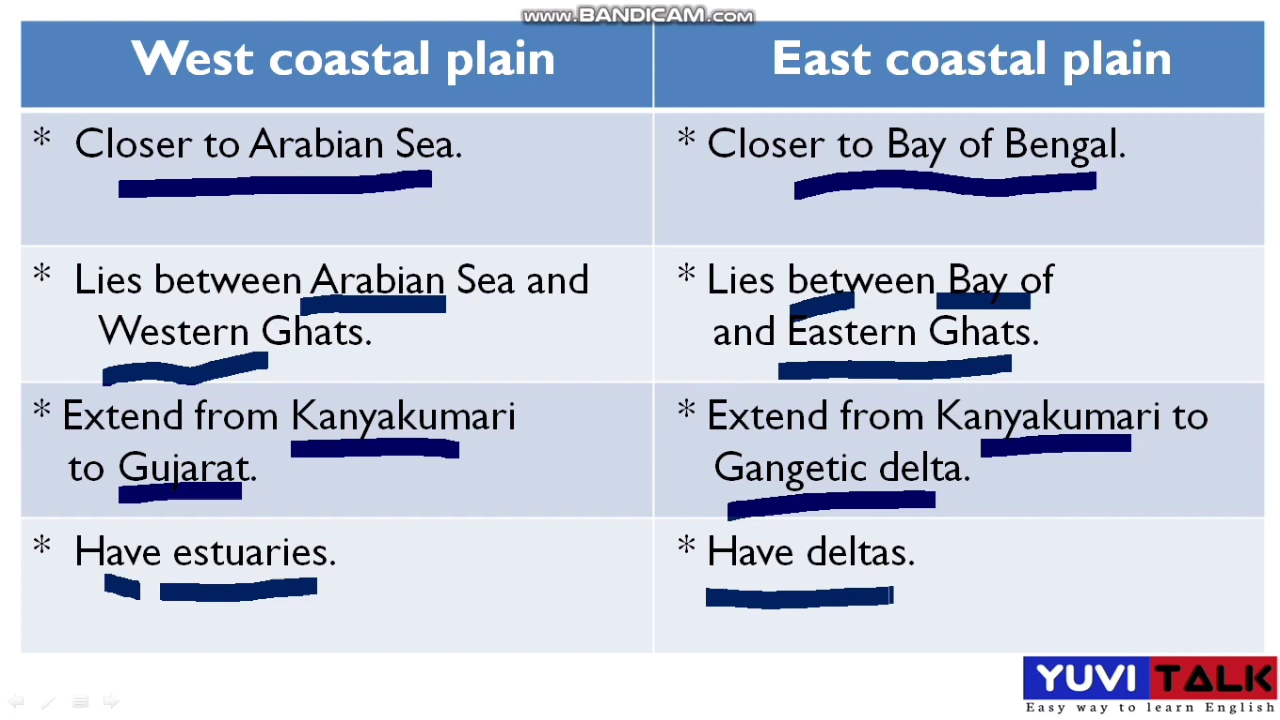 www.BANDICAM.com
West coastal plain
East coastal plain
* Closer to Arabian Sea.
* Closer to Bay of Bengal.
* Lies between Arabian Sea and
Western Ghats.
* Lies between Bay of
and Eastern Ghats.
* Extend from Kanyakumari
to Gujarat.
* Extend from Kanyakumari to
Gangetic delta.
* Have estuaries.
* Have deltas.
YUVI TALK
Easy way to learn English